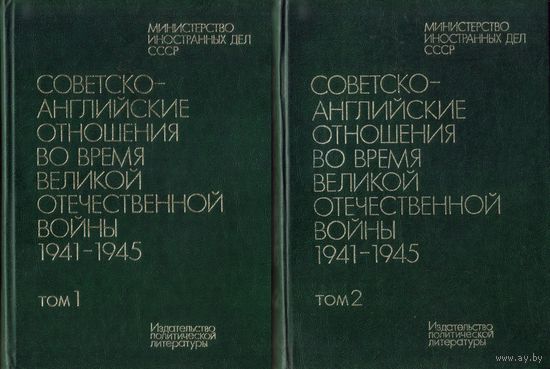 МИНИСТЕРСТВО
ИНОСТРАННЫХ ДЕЛ
СССР
СОВЕТСКО-
АНГЛИЙСКИЕ
ОТНОШЕНИЯ
ВО ВРЕМЯ
ВЕЛИКОЙ
ОТЕЧЕСТВЕННОЙ
ВОЙНЫ
1941-1945
ТОМ 1
Издательство
политической
литературы
МИНИСТЕРСТВО
ИНОСТРАННЫХ ДЕЛ
СССР
СОВЕТСКО-
АНГЛИЙСКИЕ
ОТНОШЕНИЯ
ВО ВРЕМЯ
ВЕЛИКОЙ
ОТЕЧЕСТВЕННОЙ
ВОЙНЫ
1941-1945
ТОМ 2
Издательство
политической
литературы
www.ay.by